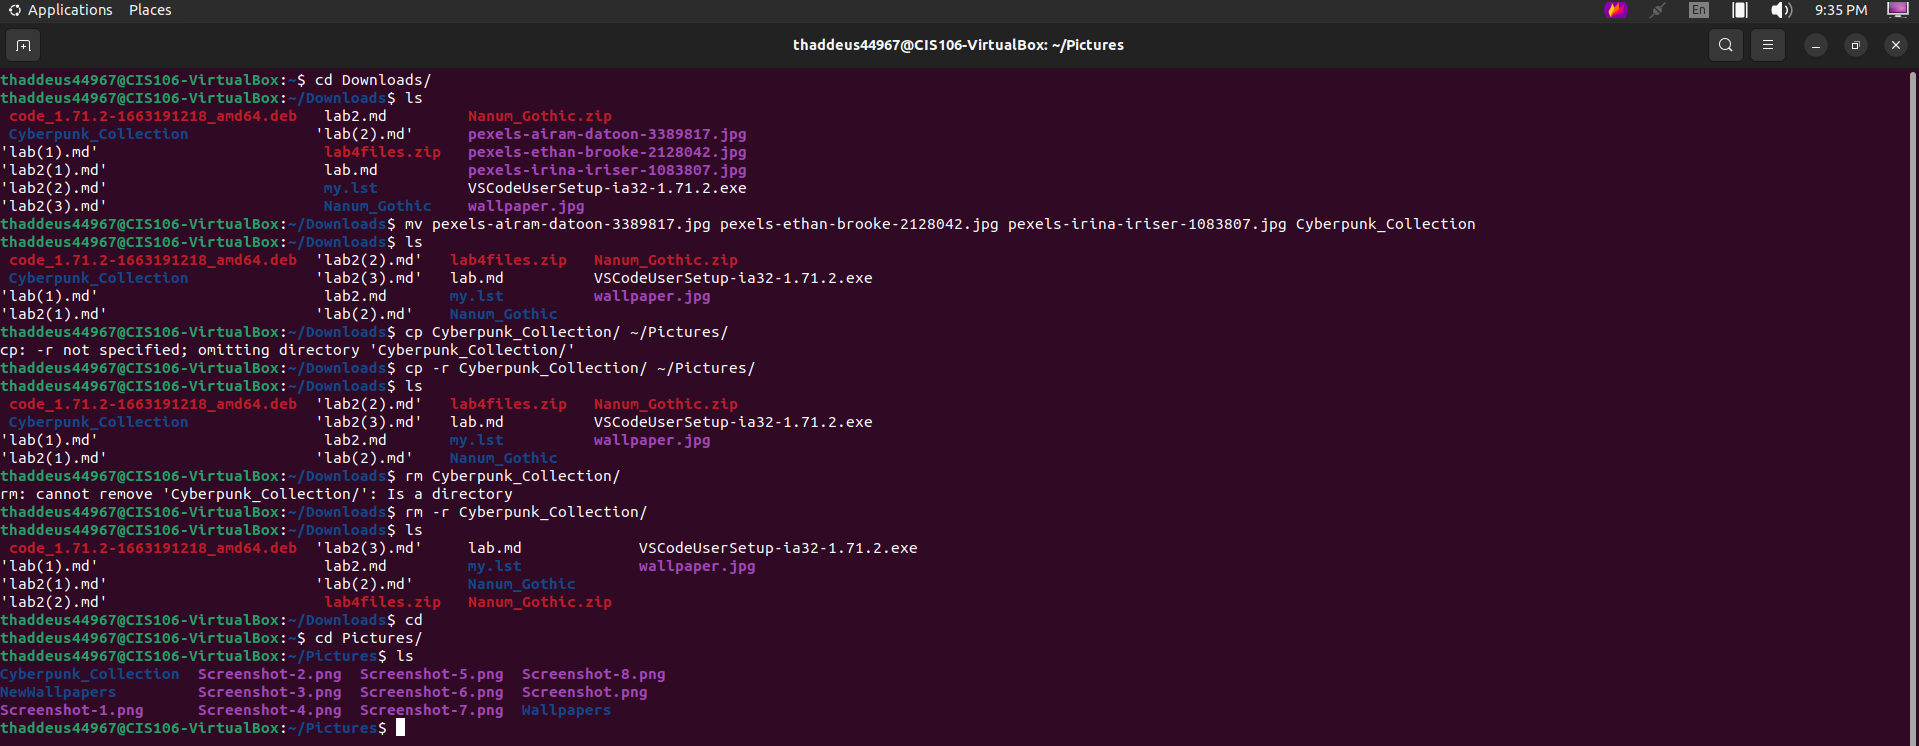 Applications Places En 9:35 PM
thaddeus44967@CIS106-VirtualBox: ~/Pictures
thaddeus44967@CIS106-VirtualBox:~$ cd Downloads/
thaddeus44967@CIS106-VirtualBox:~/Downloads$ ls
code_1.71.2-1663191218_amd64.deb lab2.md Nanum_Gothic.zip
Cyberpunk_Collection 'lab(2).md' pexels-airam-datoon-3389817.jpg
'lab(1).md' lab4files.zip pexels-ethan-brooke-2128042.jpg
'lab2(1).md' lab.md pexels-irina-iriser-1083807.jpg
'lab2(2).md' my.lst VSCodeUserSetup-ia32-1.71.2.exe
'lab2(3).md' Nanum_Gothic wallpaper.jpg
thaddeus44967@CIS106-VirtualBox:~/Downloads$ mv pexels-airam-datoon-3389817.jpg pexels-ethan-brooke-2128042.jpg pexels-irina-iriser-1083807.jpg Cyberpunk_Collection
thaddeus44967@CIS106-VirtualBox:~/Downloads$ ls
code_1.71.2-1663191218_amd64.deb 'lab2(2).md' lab4files.zip Nanum_Gothic.zip
Cyberpunk_Collection 'lab2(3).md' lab.md VSCodeUserSetup-ia32-1.71.2.exe
'lab(1).md' lab2.md my.lst wallpaper.jpg
'lab2(1).md' 'lab(2).md' Nanum_Gothic
thaddeus44967@CIS106-VirtualBox:~/Downloads$ cp Cyberpunk_Collection/ ~/Pictures/
cp: -r not specified; omitting directory 'Cyberpunk_Collection/'
thaddeus44967@CIS106-VirtualBox:~/Downloads$ cp -r Cyberpunk_Collection/ ~/Pictures/
thaddeus44967@CIS106-VirtualBox:~/Downloads$ ls
code_1.71.2-1663191218_amd64.deb 'lab2(2).md' lab4files.zip Nanum_Gothic.zip
Cyberpunk_Collection 'lab2(3).md' lab.md VSCodeUserSetup-ia32-1.71.2.exe
'lab(1).md' lab2.md my.lst wallpaper.jpg
'lab2(1).md' 'lab(2).md' Nanum_Gothic
thaddeus44967@CIS106-VirtualBox:~/Downloads$ rm Cyberpunk_Collection/
rm: cannot remove 'Cyberpunk_Collection/': Is a directory
thaddeus44967@CIS106-VirtualBox:~/Downloads$ rm -r Cyberpunk_Collection/
thaddeus44967@CIS106-VirtualBox:~/Downloads$ ls
code_1.71.2-1663191218_amd64.deb 'lab2(3).md' lab.md VSCodeUserSetup-ia32-1.71.2.exe
'lab(1).md' lab2.md my.lst wallpaper.jpg
'lab2(1).md' 'lab(2).md' Nanum_Gothic
'lab2(2).md' lab4files.zip Nanum_Gothic.zip
thaddeus44967@CIS106-VirtualBox:~/Downloads$ cd
thaddeus44967@CIS106-VirtualBox:~$ cd Pictures/
thaddeus44967@CIS106-VirtualBox:~/Pictures$ ls
Cyberpunk_Collection Screenshot-2.png Screenshot-5.png Screenshot-8.png
NewWallpapers Screenshot-3.png Screenshot-6.png Screenshot.png
Screenshot-1.png Screenshot-4.png Screenshot-7.png Wallpapers
thaddeus44967@CIS106-VirtualBox:~/Pictures$